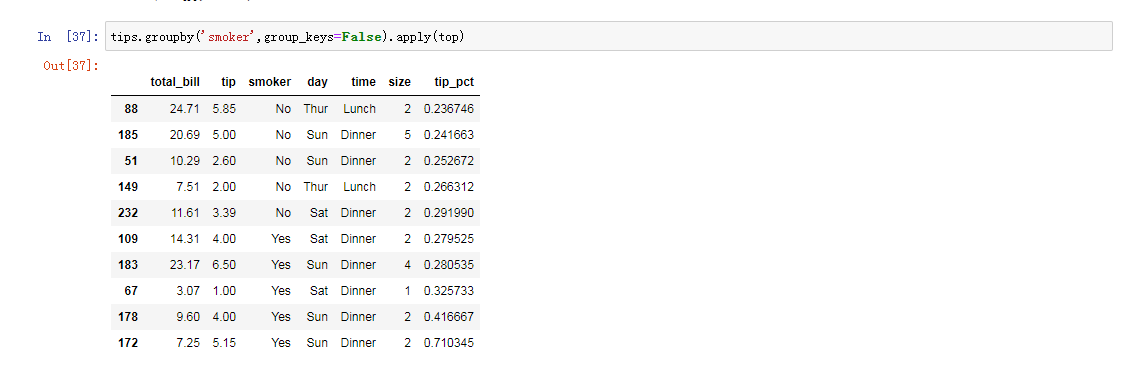 In [37]: tips.groupby('smoker',group_keys=False).apply(top)
Out[37]:
total_bill tip smoker day time size tip_pct
88 24.71 5.85 No Thur Lunch 2 0.236746
185 20.69 5.00 No Sun Dinner 5 0.241663
51 10.29 2.60 No Sun Dinner 2 0.252672
149 7.51 2.00 No Thur Lunch 2 0.266312
232 11.61 3.39 No Sat Dinner 2 0.291990
109 14.31 4.00 Yes Sat Dinner 2 0.279525
183 23.17 6.50 Yes Sun Dinner 4 0.280535
67 3.07 1.00 Yes Sat Dinner 1 0.325733
178 9.60 4.00 Yes Sun Dinner 2 0.416667
172 7.25 5.15 Yes Sun Dinner 2 0.710345